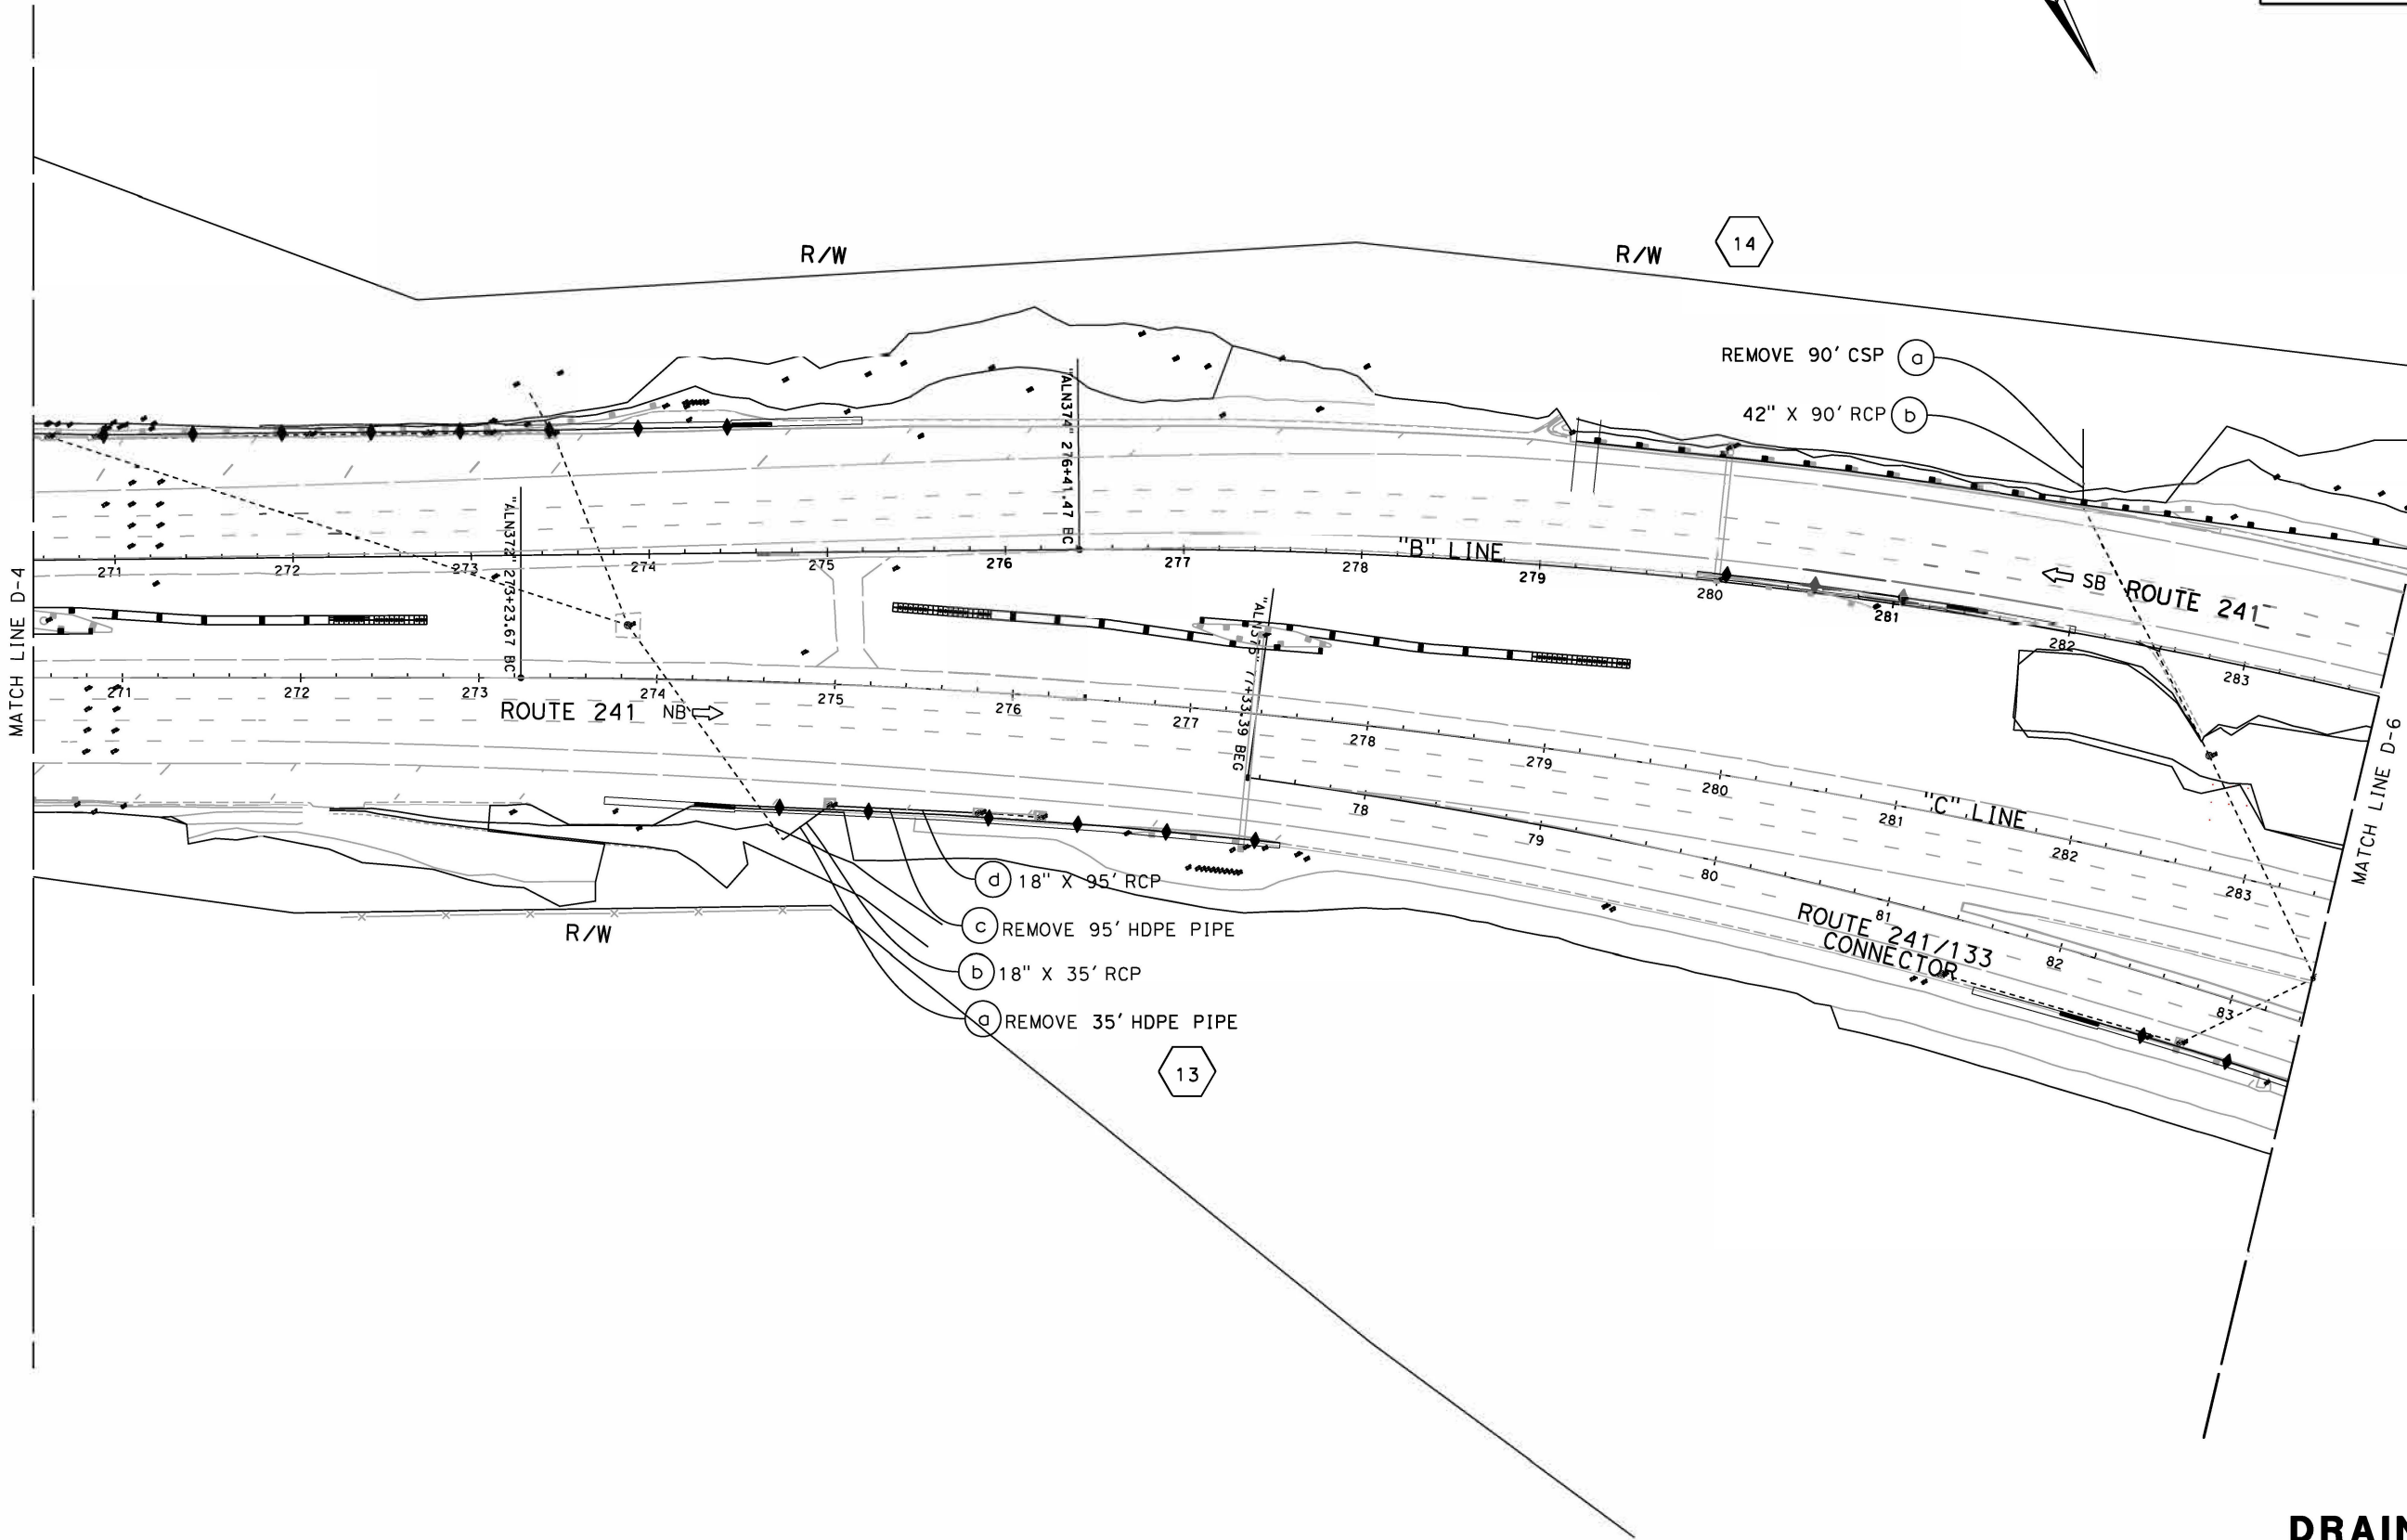 R/W
R/W
14
REMOVE 90' CSP a
42" X 90' RCP b
"ALN374" 276+41.47 BC
"ALN372" 273+23.67 BC
"B" LINE
271 272 273 274 275 276 277 278 279 280 281 282 283
SB ROUTE 241
MATCH LINE D-4
271 272 273 274 275 276 277 278 279 280 281 282 283
ROUTE 241 NB
"C" LINE
MATCH LINE D-6
78 79 80 81 82 83
ROUTE 241/133
CONNECTOR
d 18" X 95' RCP
c REMOVE 95' HDPE PIPE
b 18" X 35' RCP
a REMOVE 35' HDPE PIPE
R/W
13